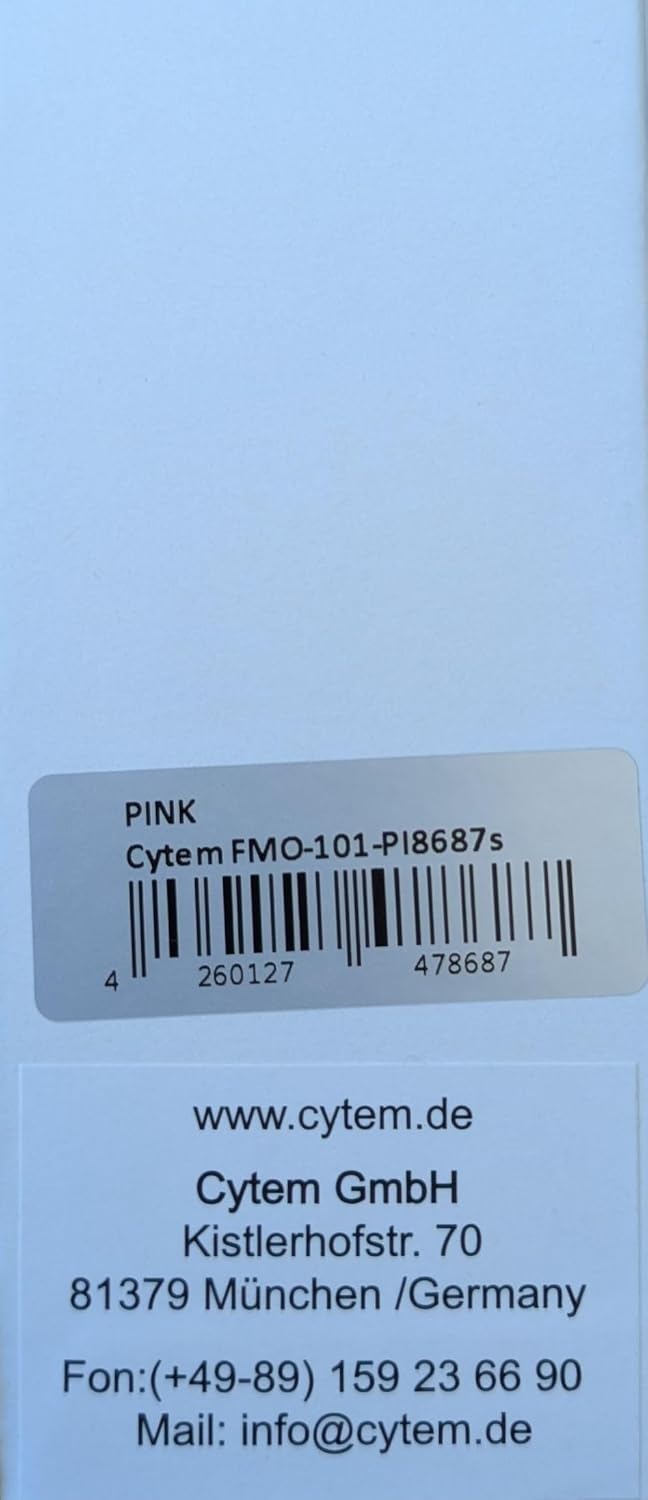 PINK
Cytem FMO-101-PI8687s
4 260127 478687
www.cytem.de
Cytem GmbH
Kistlerhofstr. 70
81379 München /Germany
Fon:(+49-89) 159 23 66 90
Mail: info@cytem.de